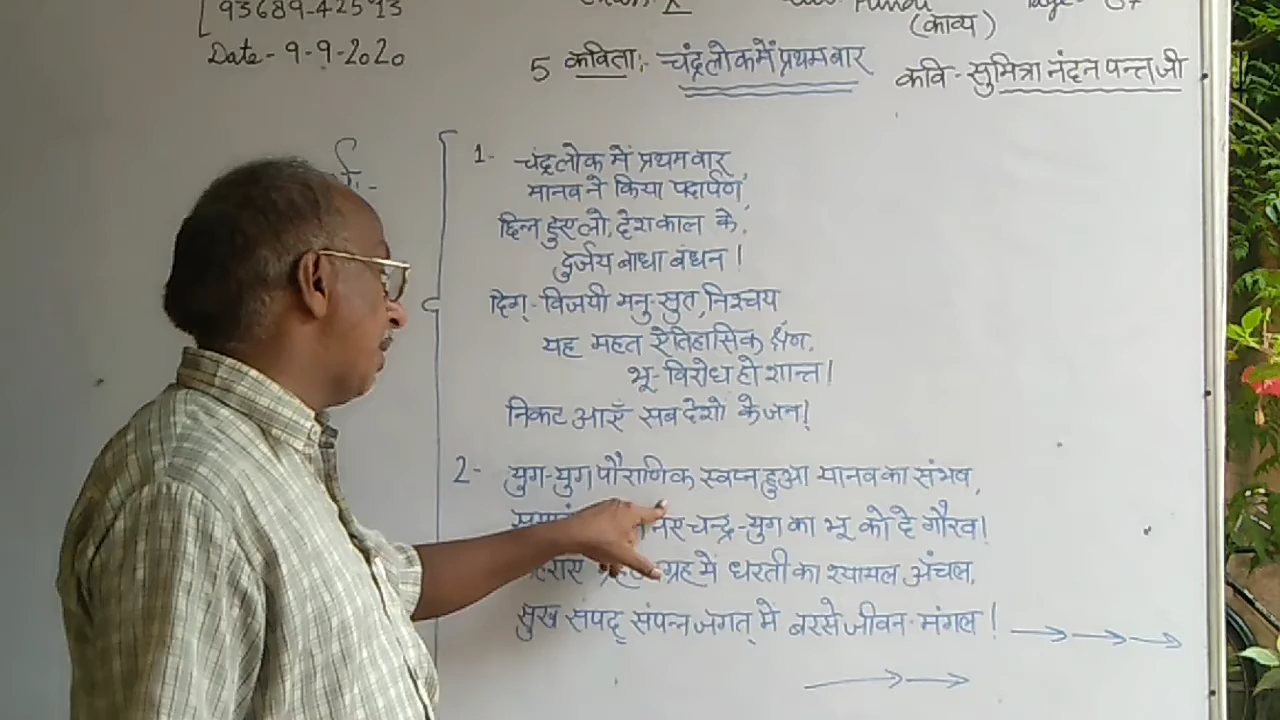 93689-42593
Date - 9-9-2020
(काव्य)
5 कविता:- चंद्रलोक में प्रथम बार
कवि - सुमित्रा नंदन पन्त जी
1- चंद्रलोक में प्रथम वार,
मानव ने किया पदार्पण,
छिन्न हुए लो, देश काल के,
दुर्जय बाधा बंधन!
दिग्-विजयी मनु-सुत, निश्चय
यह महत ऐतिहासिक क्षण,
भू-विरोध हो शान्त!
निकट आएँ सब देशों के जन!
2- युग-युग पौराणिक स्वप्न हुआ मानव का संभव,
चन्द्र-युग का भू को दे गौरव!
ग्रह में धरती का श्यामल अँचल,
सुख संपद् संपन्न जगत् मे बरसे जीवन-मंगल!